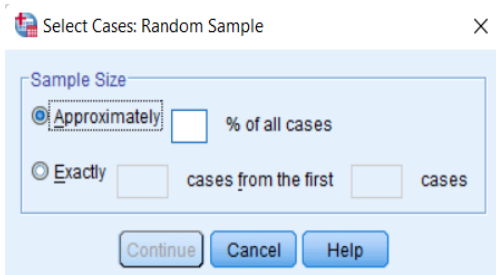 Select Cases: Random Sample
Sample Size
Approximately % of all cases
Exactly cases from the first cases
Continue Cancel Help